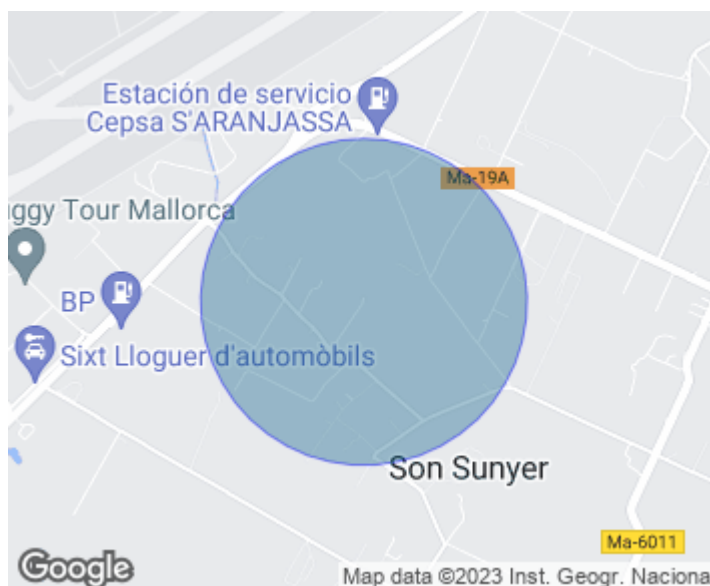 Estación de servicio
Cepsa S'ARANJASSA
Ma-19A
uggy Tour Mallorca
BP
Sixt Lloguer d'automòbils
Son Sunyer
Ma-6011
Google
Map data ©2023 Inst. Geogr. Naciona